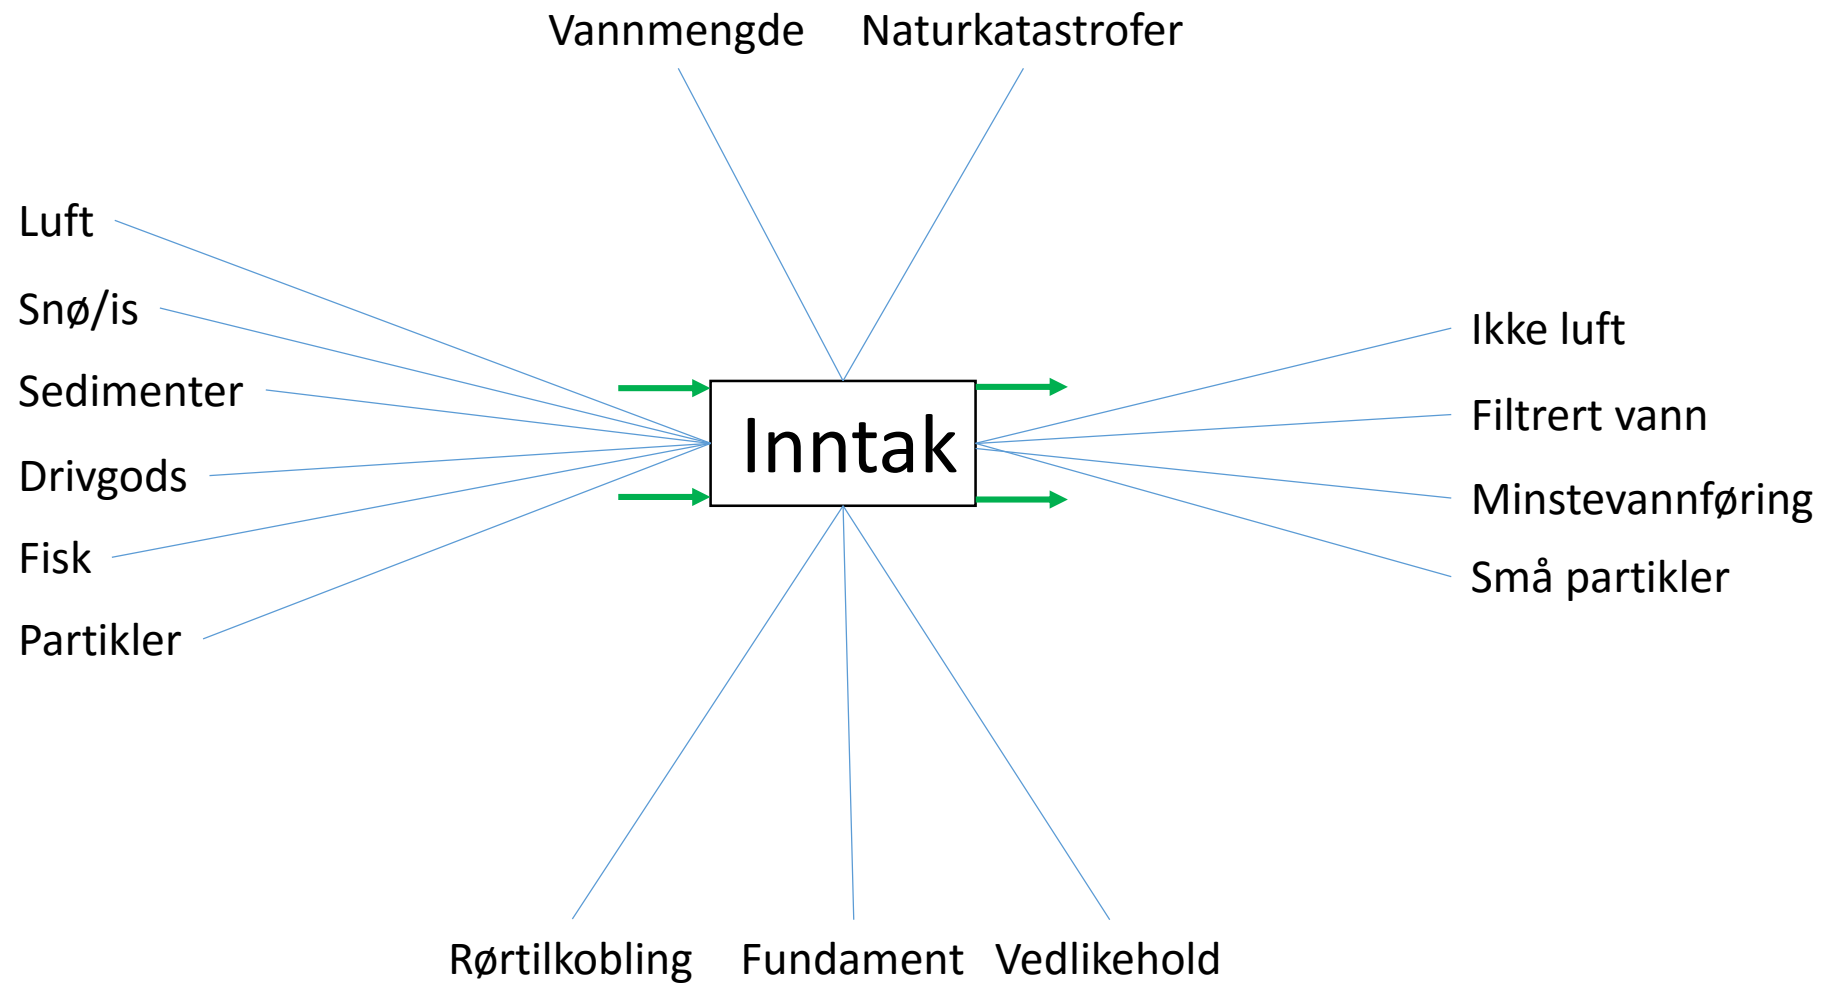 Vannmengde
Naturkatastrofer
Luft
Snø/is
Sedimenter
Drivgods
Fisk
Partikler
Inntak
Ikke luft
Filtrert vann
Minstevannføring
Små partikler
Rørtilkobling
Fundament
Vedlikehold